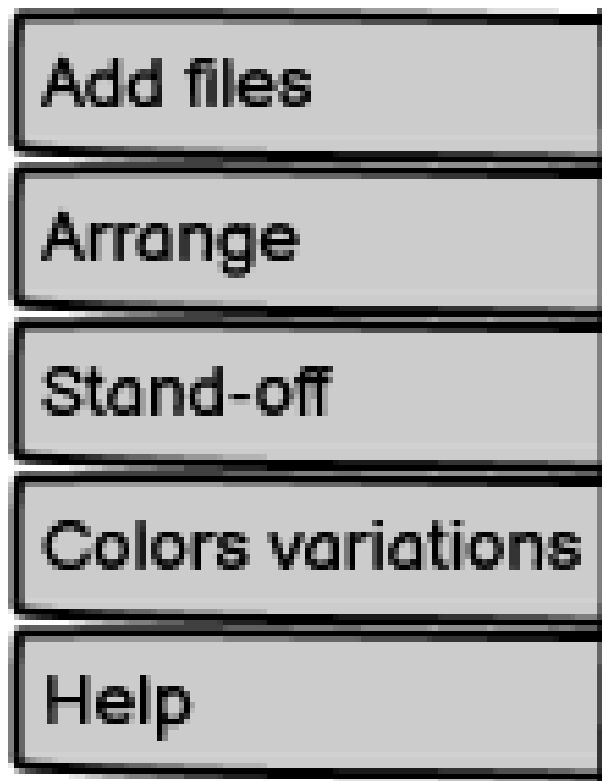 Add files
Arrange
Stand-off
Colors variations
Help